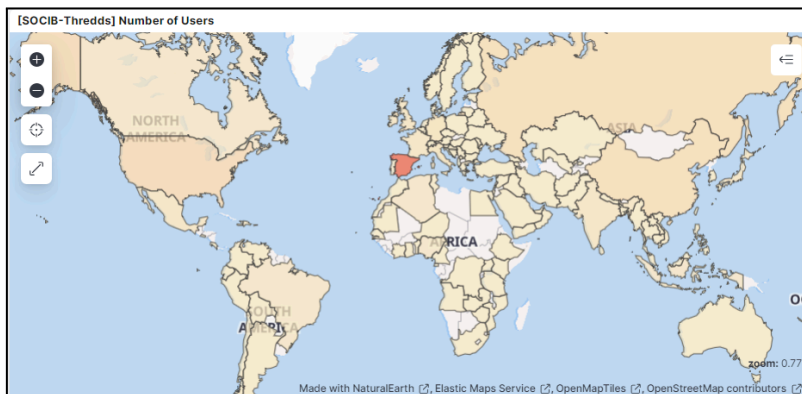 [SOCIB-Thredds] Number of Users
NORTH
AMERICA
ASIA
AFRICA
SOUTH
AMERICA
zoom: 0.77
Made with NaturalEarth, Elastic Maps Service, OpenMapTiles, OpenStreetMap contributors